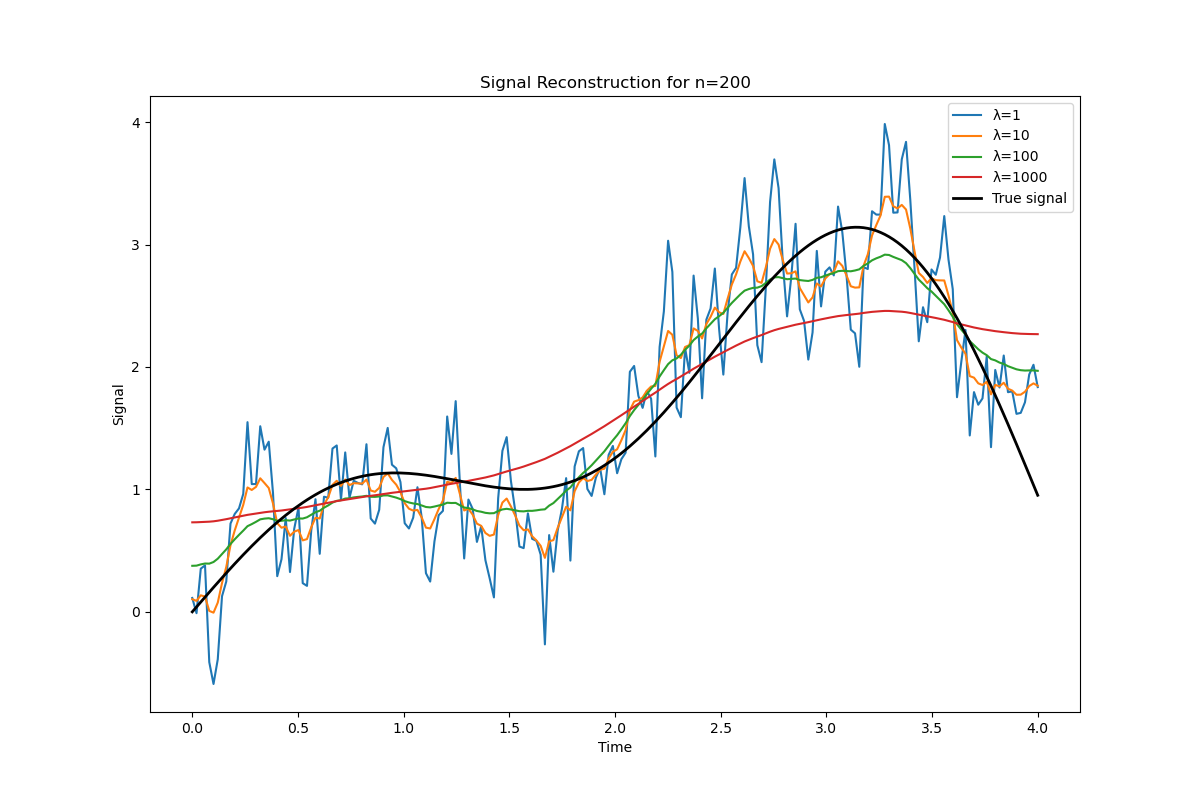 Signal Reconstruction for n=200
λ=1
λ=10
λ=100
λ=1000
True signal
4
3
2
1
0
Signal
0.0 0.5 1.0 1.5 2.0 2.5 3.0 3.5 4.0
Time